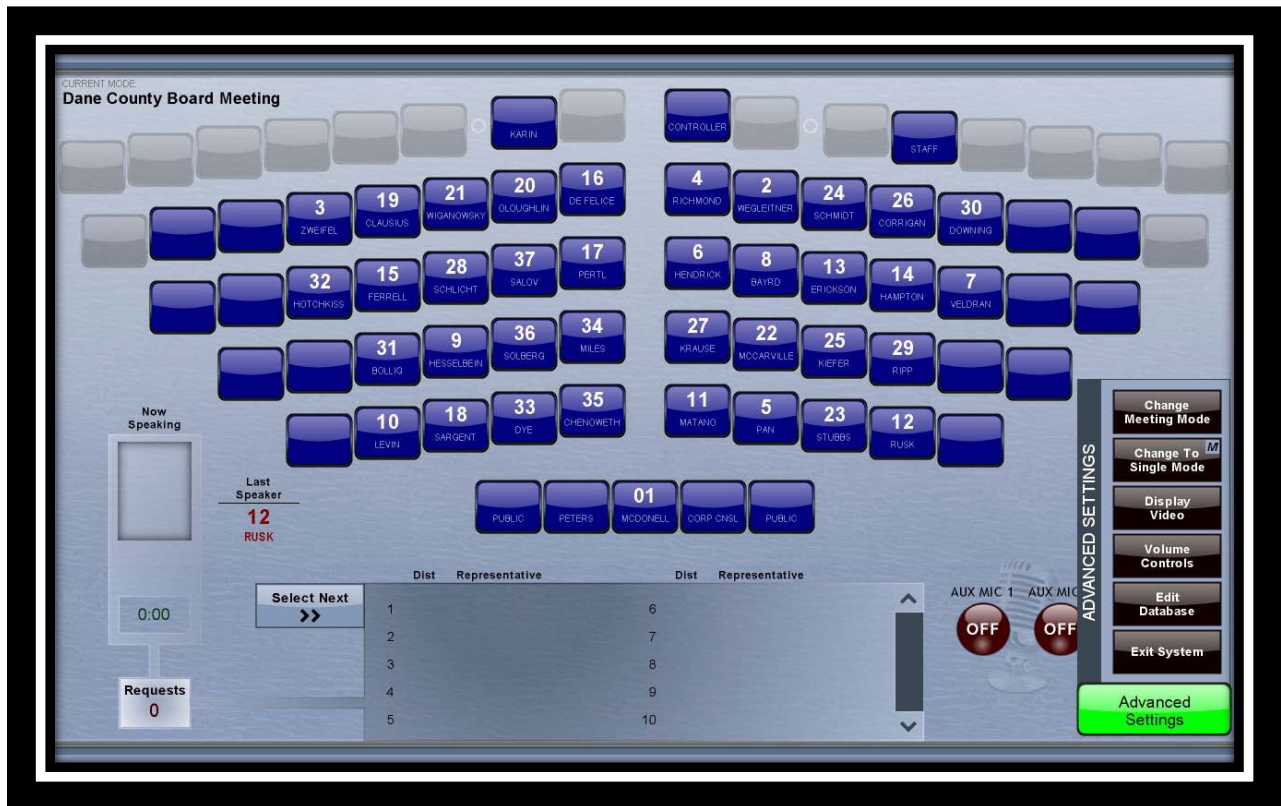 CURRENT MODE:
Dane County Board Meeting
KARIN
CONTROLLER
STAFF
3
ZWEIFEL
19
CLAUSIUS
21
WIGANOWSKY
20
OLOUGHLIN
16
DE FELICE
4
RICHMOND
2
WEGLEITNER
24
SCHMIDT
26
CORRIGAN
30
DOWNING
32
HOTCHKISS
15
FERRELL
28
SCHLICHT
37
SALOV
17
PERTL
6
HENDRICK
8
BAYRD
13
ERICKSON
14
HAMPTON
7
VELDRAN
31
BOLLIG
9
HESSELBEIN
36
SOLBERG
34
MILES
27
KRAUSE
22
MCCARVILLE
25
KIEFER
29
RIPP
10
LEVIN
18
SARGENT
33
DYE
35
CHENOWETH
11
MATANO
5
PAN
23
STUBBS
12
RUSK
PUBLIC
PETERS
01
MCDONELL
CORP CNSL
PUBLIC
Now
Speaking
0:00
Requests
0
Last
Speaker
12
RUSK
Select Next
>>
Dist Representative Dist Representative
1 6
2 7
3 8
4 9
5 10
AUX MIC 1 AUX MIC
OFF OFF
ADVANCED SETTINGS
Change
Meeting Mode
Change To M
Single Mode
Display
Video
Volume
Controls
Edit
Database
Exit System
Advanced
Settings